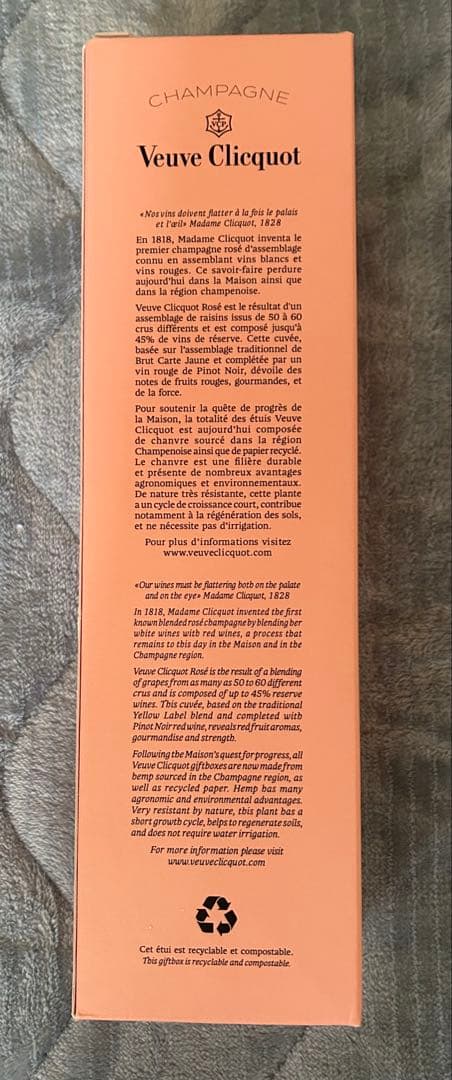 CHAMPAGNE
VCP
Veuve Clicquot
«Nos vins doivent flatter à la fois le palais
et l'œil» Madame Clicquot, 1828
En 1818, Madame Clicquot inventa le
premier champagne rosé d'assemblage
connu en assemblant vins blancs et
vins rouges. Ce savoir-faire perdure
aujourd'hui dans la Maison ainsi que
dans la région champenoise.
Veuve Clicquot Rosé est le résultat d'un
assemblage de raisins issus de 50 à 60
crus différents et est composé jusqu'à
45% de vins de réserve. Cette cuvée,
basée sur l'assemblage traditionnel de
Brut Carte Jaune et complétée par un
vin rouge de Pinot Noir, dévoile des
notes de fruits rouges, gourmandes, et
de la force.
Pour soutenir la quête de progrès de
la Maison, la totalité des étuis Veuve
Clicquot est aujourd'hui composée
de chanvre sourcé dans la région
Champenoise ainsi que de papier recyclé.
Le chanvre est une filière durable
et présente de nombreux avantages
agronomiques et environnementaux.
De nature très résistante, cette plante
a un cycle de croissance court, contribue
notamment à la régénération des sols,
et ne nécessite pas d'irrigation.
Pour plus d'informations visitez
www.veuveclicquot.com
«Our wines must be flattering both on the palate
and on the eye» Madame Clicquot, 1828
In 1818, Madame Clicquot invented the first
known blended rosé champagne by blending her
white wines with red wines, a process that
remains to this day in the Maison and in the
Champagne region.
Veuve Clicquot Rosé is the result of a blending
of grapes from as many as 50 to 60 different
crus and is composed of up to 45% reserve
wines. This cuvée, based on the traditional
Yellow Label blend and completed with
Pinot Noir red wine, reveals red fruit aromas,
gourmandise and strength.
Following the Maison's quest for progress, all
Veuve Clicquot giftboxes are now made from
hemp sourced in the Champagne region, as
well as recycled paper. Hemp has many
agronomic and environmental advantages.
Very resistant by nature, this plant has a
short growth cycle, helps to regenerate soils,
and does not require water irrigation.
For more information please visit
www.veuveclicquot.com
Cet étui est recyclable et compostable.
This giftbox is recyclable and compostable.